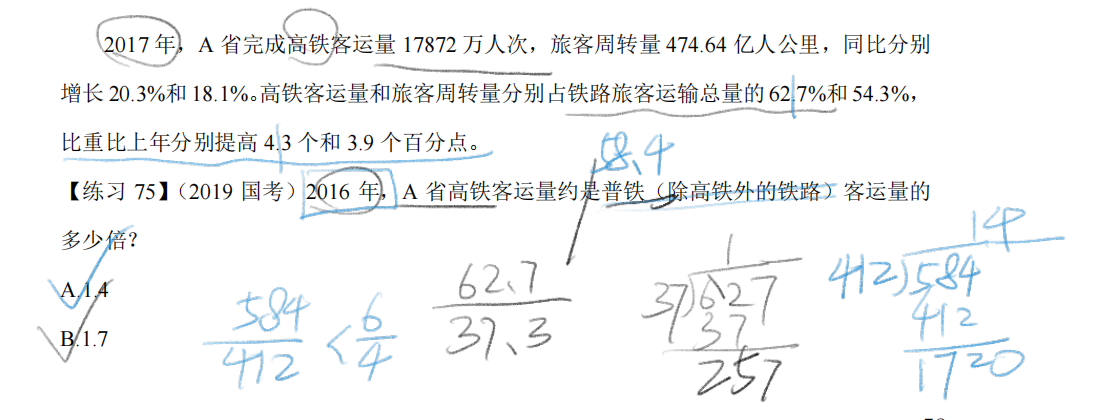 2017 年，A 省完成高铁客运量 17872 万人次，旅客周转量 474.64 亿人公里，同比分别
增长 20.3%和 18.1%。高铁客运量和旅客周转量分别占铁路旅客运输总量的 62.7%和 54.3%，
比重比上年分别提高 4.3 个和 3.9 个百分点。
58.4
【练习 75】（2019 国考）2016 年，A 省高铁客运量约是普铁（除高铁外的铁路）客运量的
多少倍？
A.1.4
B.1.7
584
412
<
6
4
62、7
37、3
1
37
627
37
257
14
412
584
412
1720